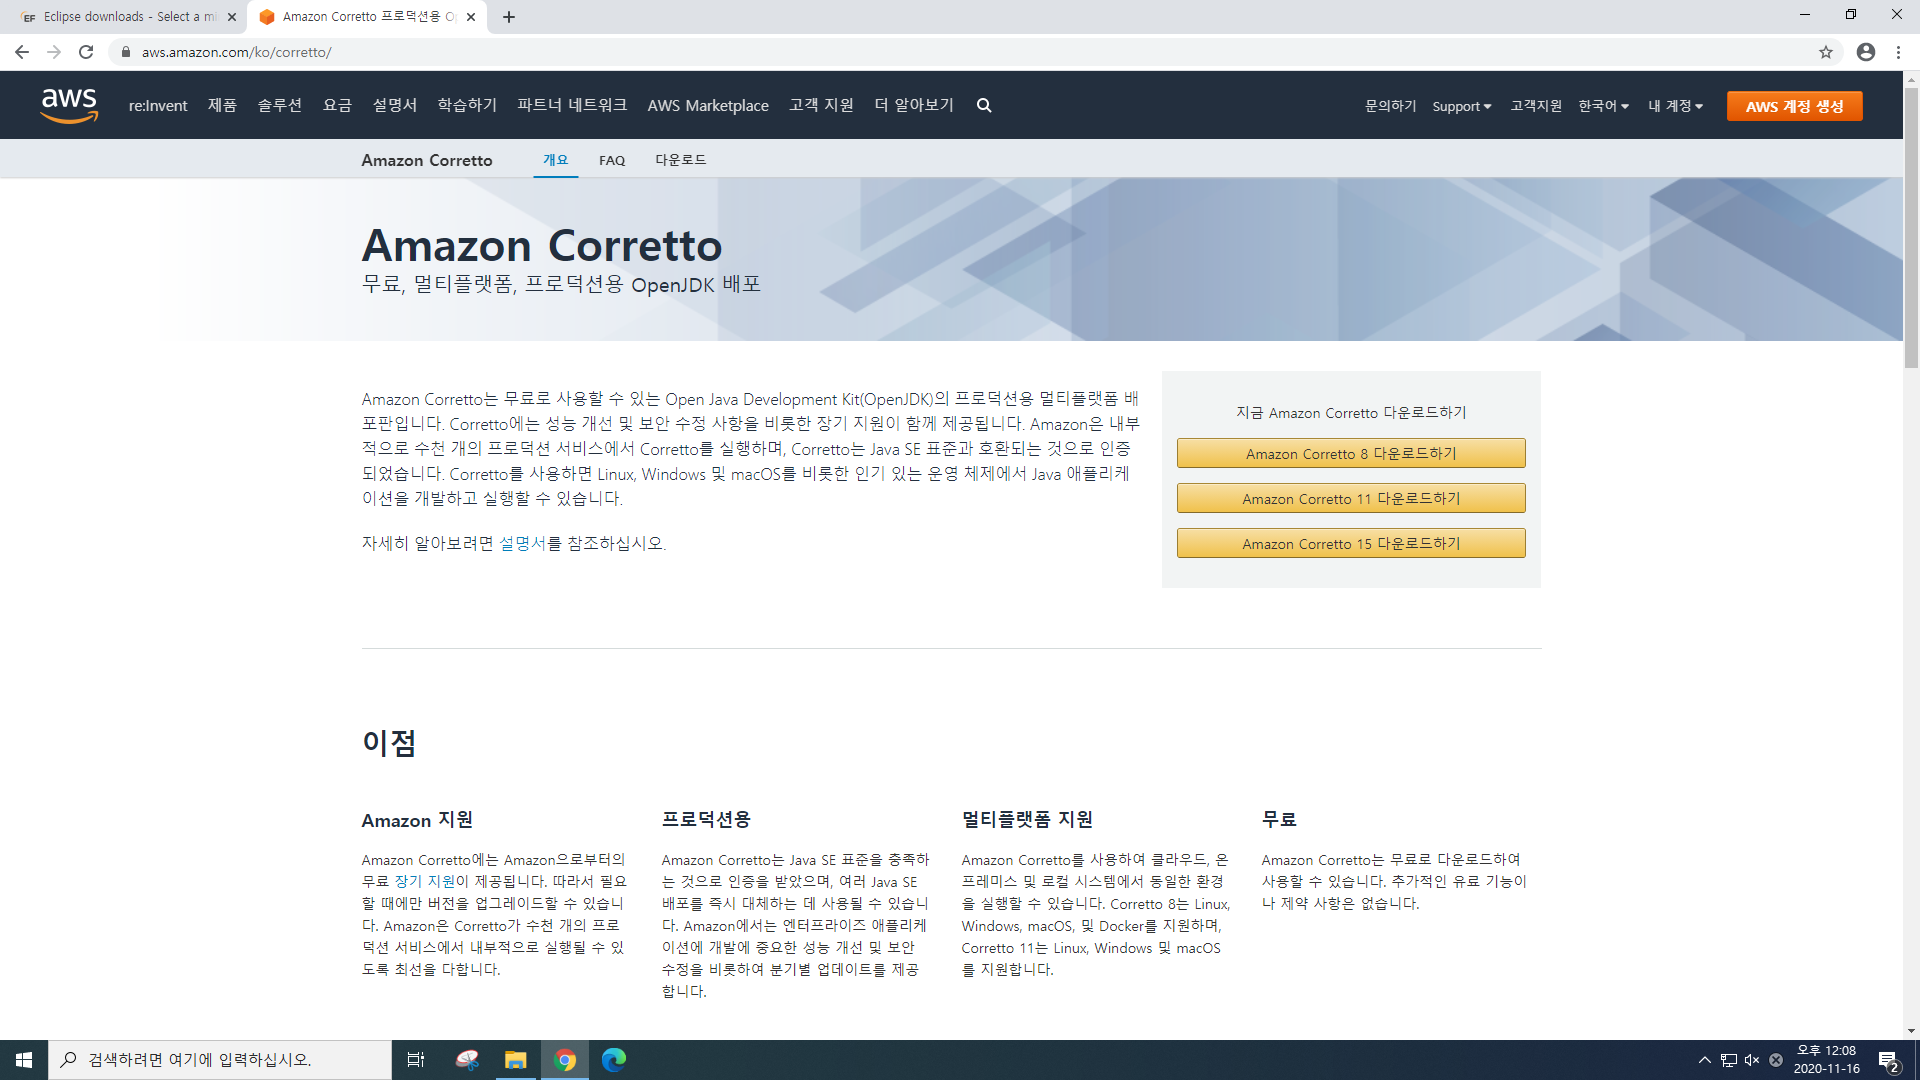 Eclipse downloads - Select a mi
Amazon Corretto 프로덕션용 O
aws.amazon.com/ko/corretto/
aws
re:Invent 제품 솔루션 요금 설명서 학습하기 파트너 네트워크 AWS Marketplace 고객 지원 더 알아보기
문의하기 Support 고객지원 한국어 내 계정 AWS 계정 생성
Amazon Corretto 개요 FAQ 다운로드
Amazon Corretto
무료, 멀티플랫폼, 프로덕션용 OpenJDK 배포
Amazon Corretto는 무료로 사용할 수 있는 Open Java Development Kit(OpenJDK)의 프로덕션용 멀티플랫폼 배
포판입니다. Corretto에는 성능 개선 및 보안 수정 사항을 비롯한 장기 지원이 함께 제공됩니다. Amazon은 내부
적으로 수천 개의 프로덕션 서비스에서 Corretto를 실행하며, Corretto는 Java SE 표준과 호환되는 것으로 인증
되었습니다. Corretto를 사용하면 Linux, Windows 및 macOS를 비롯한 인기 있는 운영 체제에서 Java 애플리케
이션을 개발하고 실행할 수 있습니다.
자세히 알아보려면 설명서를 참조하십시오.
지금 Amazon Corretto 다운로드하기
Amazon Corretto 8 다운로드하기
Amazon Corretto 11 다운로드하기
Amazon Corretto 15 다운로드하기
이점
Amazon 지원
Amazon Corretto에는 Amazon으로부터의
무료 장기 지원이 제공됩니다. 따라서 필요
할 때에만 버전을 업그레이드할 수 있습니
다. Amazon은 Corretto가 수천 개의 프로
덕션 서비스에서 내부적으로 실행될 수 있
도록 최선을 다합니다.
프로덕션용
Amazon Corretto는 Java SE 표준을 충족하
는 것으로 인증을 받았으며, 여러 Java SE
배포를 즉시 대체하는 데 사용될 수 있습니
다. Amazon에서는 엔터프라이즈 애플리케
이션에 개발에 중요한 성능 개선 및 보안
수정을 비롯하여 분기별 업데이트를 제공
합니다.
멀티플랫폼 지원
Amazon Corretto를 사용하여 클라우드, 온
프레미스 및 로컬 시스템에서 동일한 환경
을 실행할 수 있습니다. Corretto 8는 Linux,
Windows, macOS, 및 Docker를 지원하며,
Corretto 11는 Linux, Windows 및 macOS
를 지원합니다.
무료
Amazon Corretto는 무료로 다운로드하여
사용할 수 있습니다. 추가적인 유료 기능이
나 제약 사항은 없습니다.
검색하려면 여기에 입력하십시오.
오후 12:08
2020-11-16
2